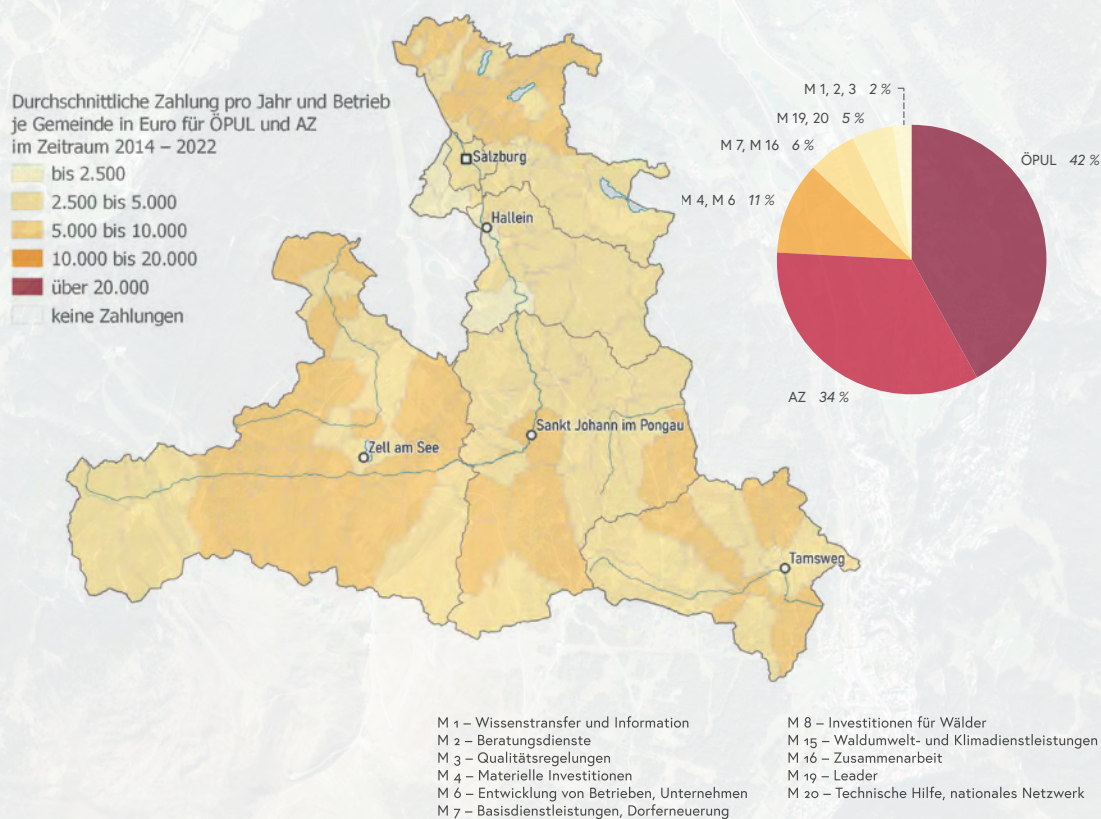 Durchschnittliche Zahlung pro Jahr und Betrieb
je Gemeinde in Euro für ÖPUL und AZ
im Zeitraum 2014 – 2022
bis 2.500
2.500 bis 5.000
5.000 bis 10.000
10.000 bis 20.000
über 20.000
keine Zahlungen
Salzburg
Hallein
Sankt Johann im Pongau
Zell am See
Tamsweg
M 1, 2, 3 2 %
M 19, 20 5 %
M 7, M 16 6 %
M 4, M 6 11 %
ÖPUL 42 %
AZ 34 %
M 1 – Wissenstransfer und Information
M 2 – Beratungsdienste
M 3 – Qualitätsregelungen
M 4 – Materielle Investitionen
M 6 – Entwicklung von Betrieben, Unternehmen
M 7 – Basisdienstleistungen, Dorferneuerung
M 8 – Investitionen für Wälder
M 15 – Waldumwelt- und Klimadienstleistungen
M 16 – Zusammenarbeit
M 19 – Leader
M 20 – Technische Hilfe, nationales Netzwerk